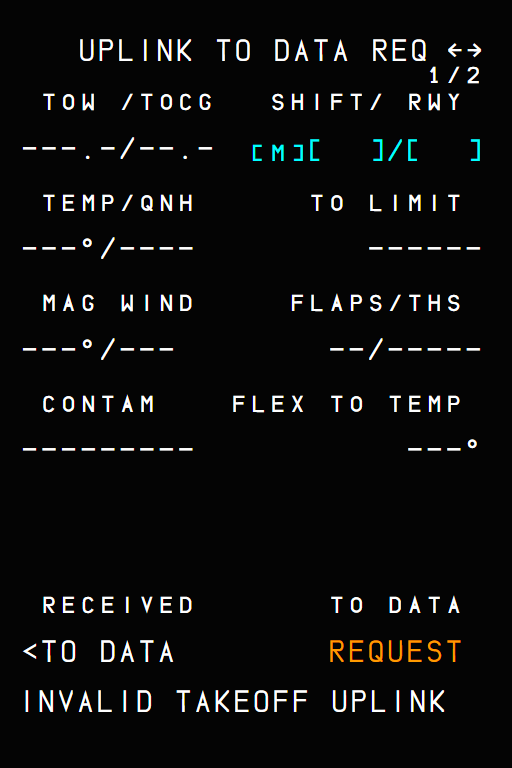 UPLINK TO DATA REQ ←→
1/2
TOW /TOCG SHIFT/ RWY
---.-/--.- [M][ ]/[ ]
TEMP/QNH TO LIMIT
---°/---- ------
MAG WIND FLAPS/THS
---°/--- --/-----
CONTAM FLEX TO TEMP
--------- ---°
RECEIVED TO DATA
<TO DATA REQUEST
INVALID TAKEOFF UPLINK